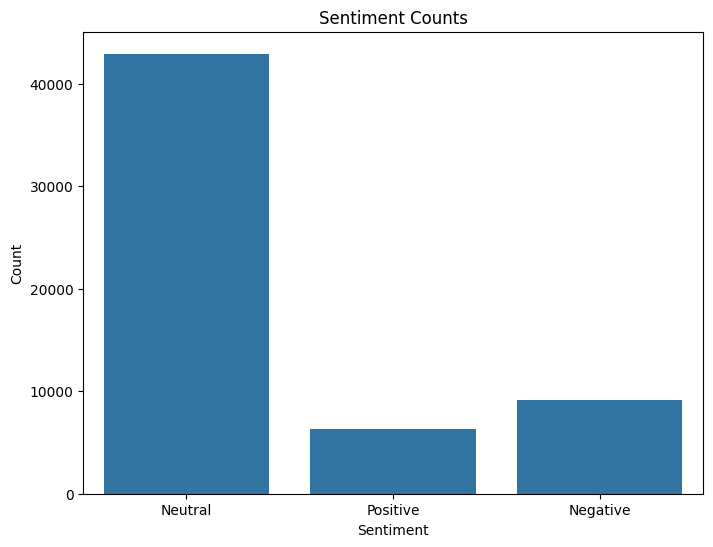 Sentiment Counts
Count
40000
30000
20000
10000
0
Neutral Positive Negative
Sentiment